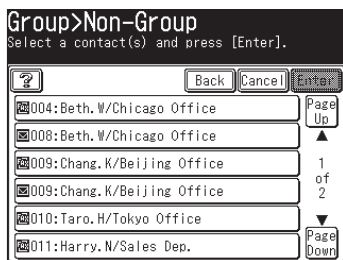 Group>Non-Group
Select a contact(s) and press [Enter].
? Back Cancel Enter
004:Beth.W/Chicago Office
Page Up
008:Beth.W/Chicago Office
009:Chang.K/Beijing Office
1 of 2
009:Chang.K/Beijing Office
010:Taro.H/Tokyo Office
011:Harry.N/Sales Dep.
Page Down